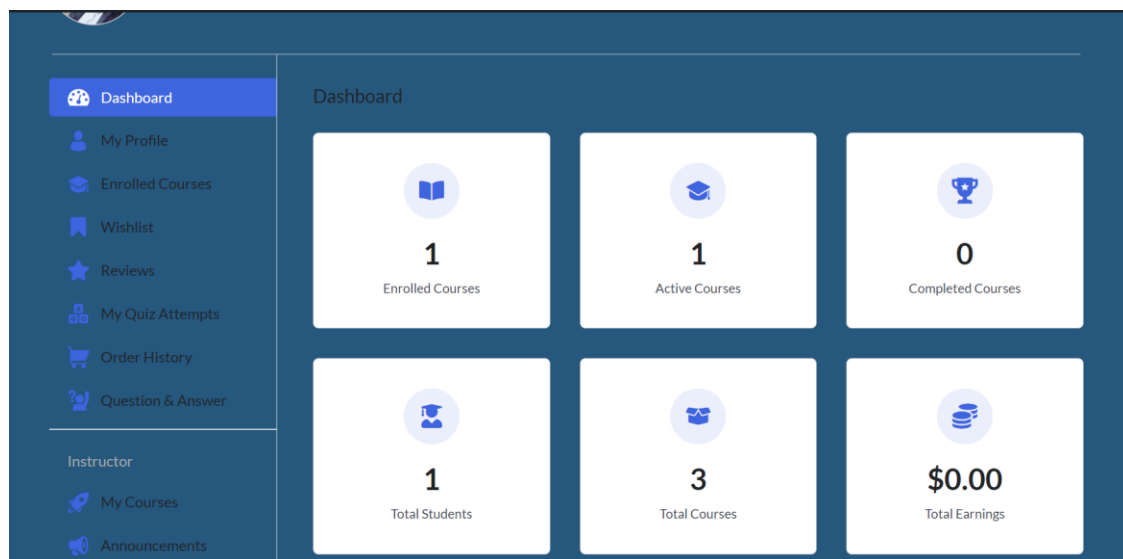 Dashboard
My Profile
Enrolled Courses
Wishlist
Reviews
My Quiz Attempts
Order History
Question & Answer
Instructor
My Courses
Announcements
Dashboard
1
Enrolled Courses
1
Active Courses
0
Completed Courses
1
Total Students
3
Total Courses
$0.00
Total Earnings